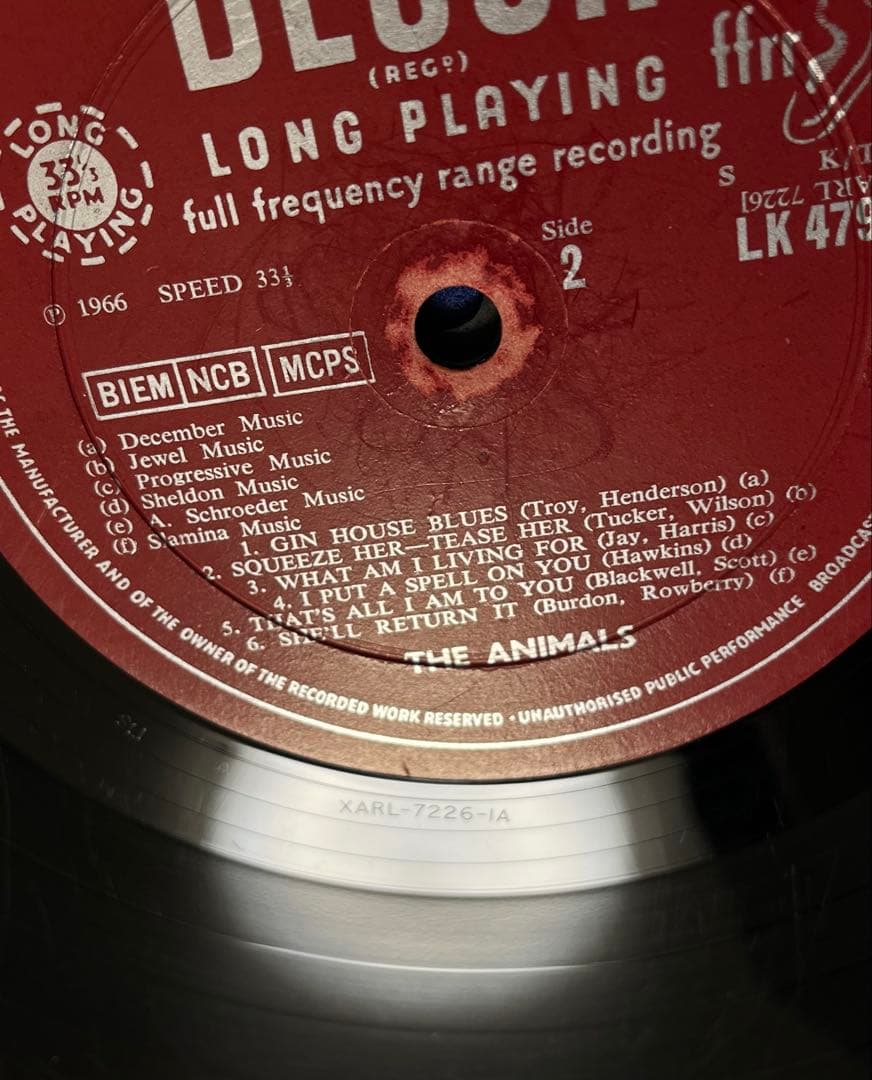 (REGᴰ)
ffrr
LONG PLAYING
full frequency range recording
LONG
33⅓
RPM
PLAYING
Side
2
S
ARL 7226]
LK 479
℗ 1966 SPEED 33⅓
BIEM NCB MCPS
(a) December Music
(b) Jewel Music
(c) Progressive Music
(d) Sheldon Music
(e) A. Schroeder Music
(f) Slamina Music
1. GIN HOUSE BLUES (Troy, Henderson) (a)
2. SQUEEZE HER—TEASE HER (Tucker, Wilson) (b)
3. WHAT AM I LIVING FOR (Jay, Harris) (c)
4. I PUT A SPELL ON YOU (Hawkins) (d)
5. THAT'S ALL I AM TO YOU (Blackwell, Scott) (e)
6. SHE'LL RETURN IT (Burdon, Rowberry) (f)
THE ANIMALS
THE MANUFACTURER AND OF THE OWNER OF THE RECORDED WORK RESERVED · UNAUTHORISED PUBLIC PERFORMANCE BROADCAS
XARL-7226-1A